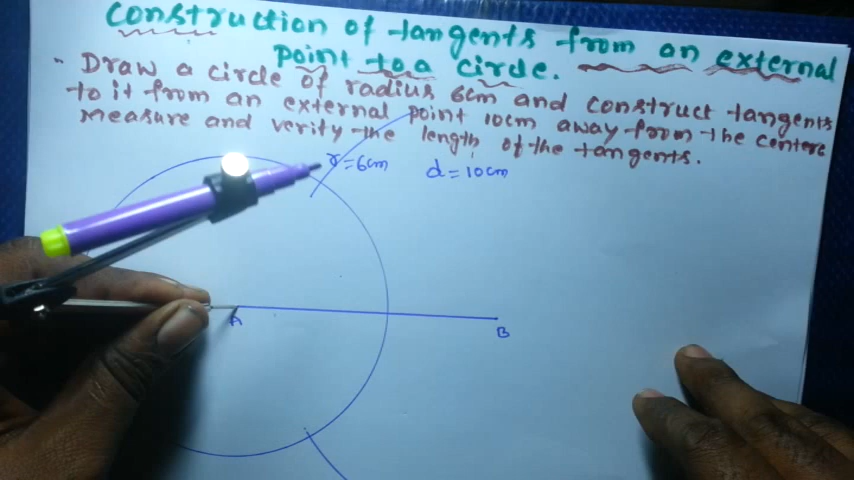 Construction of tangents from an external
point to a circle.
- Draw a circle of radius 6cm and construct tangents
to it from an external point 10cm away from the centre
measure and verify the length of the tangents.
r=6cm d=10cm
A
B